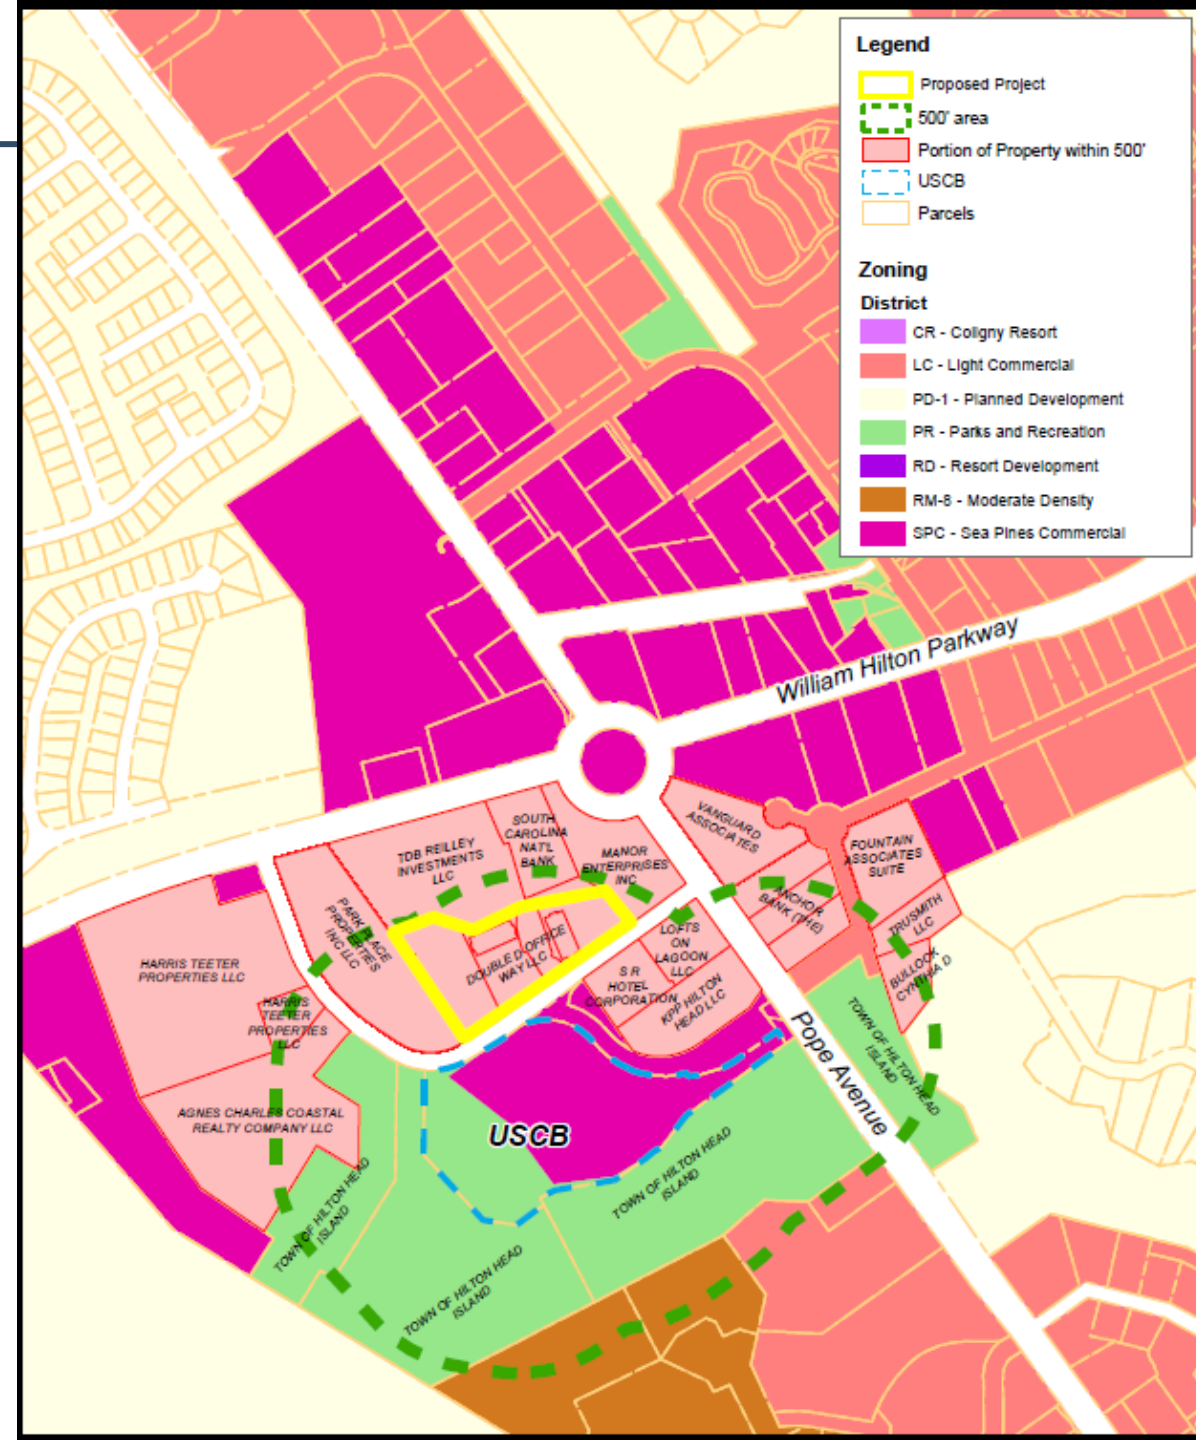 Legend
Proposed Project
500' area
Portion of Property within 500'
USCB
Parcels
Zoning
District
CR - Coligny Resort
LC - Light Commercial
PD-1 - Planned Development
PR - Parks and Recreation
RD - Resort Development
RM-8 - Moderate Density
SPC - Sea Pines Commercial
William Hilton Parkway
VANGUARD
ASSOCIATES
SOUTH
CAROLINA
NAT'L
BANK
TDB REILLEY
INVESTMENTS
LLC
MANOR
ENTERPRISES
INC
FOUNTAIN
ASSOCIATES
SUITE
ANCHOR
BANK (THE)
TRUSMITH
LLC
PARK PLACE
PROPERTIES
INC LLC
DOUBLE D OFFICE
WAY LLC
LOFTS
ON
LAGOON
LLC
BULLOCK
CYNTHIA D
HARRIS TEETER
PROPERTIES LLC
S R
HOTEL
CORPORATION
KPP HILTON
HEAD LLC
HARRIS
TEETER
PROPERTIES
LLC
TOWN OF HILTON HEAD
ISLAND
Pope Avenue
AGNES CHARLES COASTAL
REALTY COMPANY LLC
USCB
TOWN OF HILTON HEAD
ISLAND
TOWN OF HILTON HEAD
ISLAND
TOWN OF HILTON HEAD
ISLAND